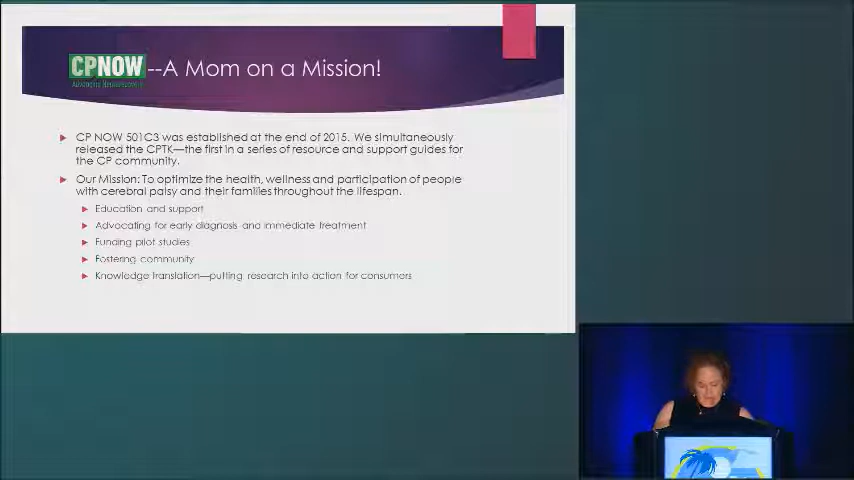 CPNOW--A Mom on a Mission!
Advancing Neurorecovery
CP NOW 501C3 was established at the end of 2015. We simultaneously
released the CPTK—the first in a series of resource and support guides for
the CP community.
Our Mission: To optimize the health, wellness and participation of people
with cerebral palsy and their families throughout the lifespan.
Education and support
Advocating for early diagnosis and immediate treatment
Funding pilot studies
Fostering community
Knowledge translation—putting research into action for consumers